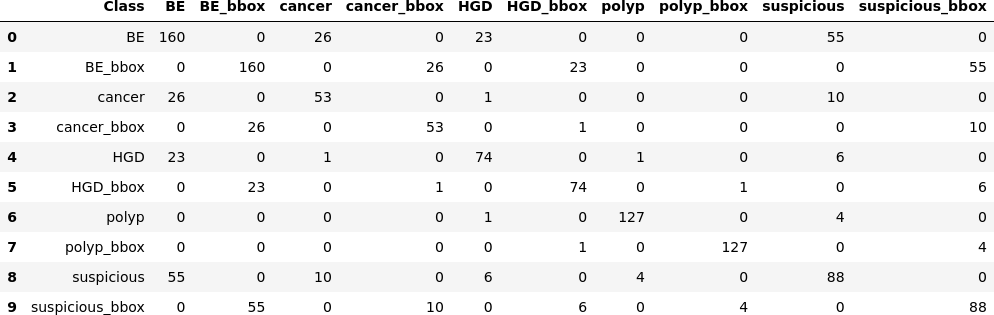 Class BE BE_bbox cancer cancer_bbox HGD HGD_bbox polyp polyp_bbox suspicious suspicious_bbox
0 BE 160 0 26 0 23 0 0 0 55 0
1 BE_bbox 0 160 0 26 0 23 0 0 0 55
2 cancer 26 0 53 0 1 0 0 0 10 0
3 cancer_bbox 0 26 0 53 0 1 0 0 0 10
4 HGD 23 0 1 0 74 0 1 0 6 0
5 HGD_bbox 0 23 0 1 0 74 0 1 0 6
6 polyp 0 0 0 0 1 0 127 0 4 0
7 polyp_bbox 0 0 0 0 0 1 0 127 0 4
8 suspicious 55 0 10 0 6 0 4 0 88 0
9 suspicious_bbox 0 55 0 10 0 6 0 4 0 88